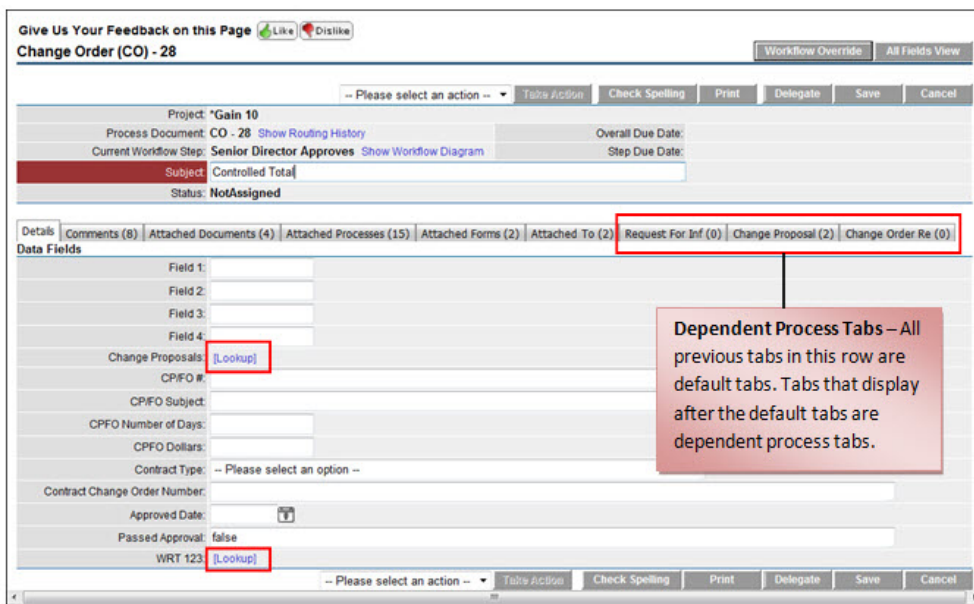 Give Us Your Feedback on this Page Like Dislike
Change Order (CO) - 28
Workflow Override All Fields View
-- Please select an action -- Take Action Check Spelling Print Delegate Save Cancel
Project: *Gain 10
Process Document: CO - 28 Show Routing History Overall Due Date:
Current Workflow Step: Senior Director Approves Show Workflow Diagram Step Due Date:
Subject: Controlled Total
Status: NotAssigned
Details Comments (8) Attached Documents (4) Attached Processes (15) Attached Forms (2) Attached To (2) Request For Inf (0) Change Proposal (2) Change Order Re (0)
Data Fields
Field 1:
Field 2:
Field 3:
Field 4:
Change Proposals: [Lookup]
CP/FO #:
CP/FO Subject:
CPFO Number of Days:
CPFO Dollars:
Contract Type: -- Please select an option --
Contract Change Order Number:
Approved Date:
Passed Approval: false
WRT 123: [Lookup]
Dependent Process Tabs – All
previous tabs in this row are
default tabs. Tabs that display
after the default tabs are
dependent process tabs.
-- Please select an action -- Take Action Check Spelling Print Delegate Save Cancel